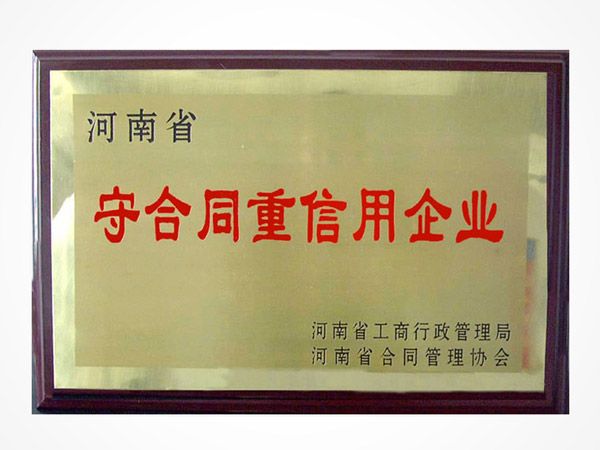 河南省
守合同重信用企业
河南省工商行政管理局
河南省合同管理协会